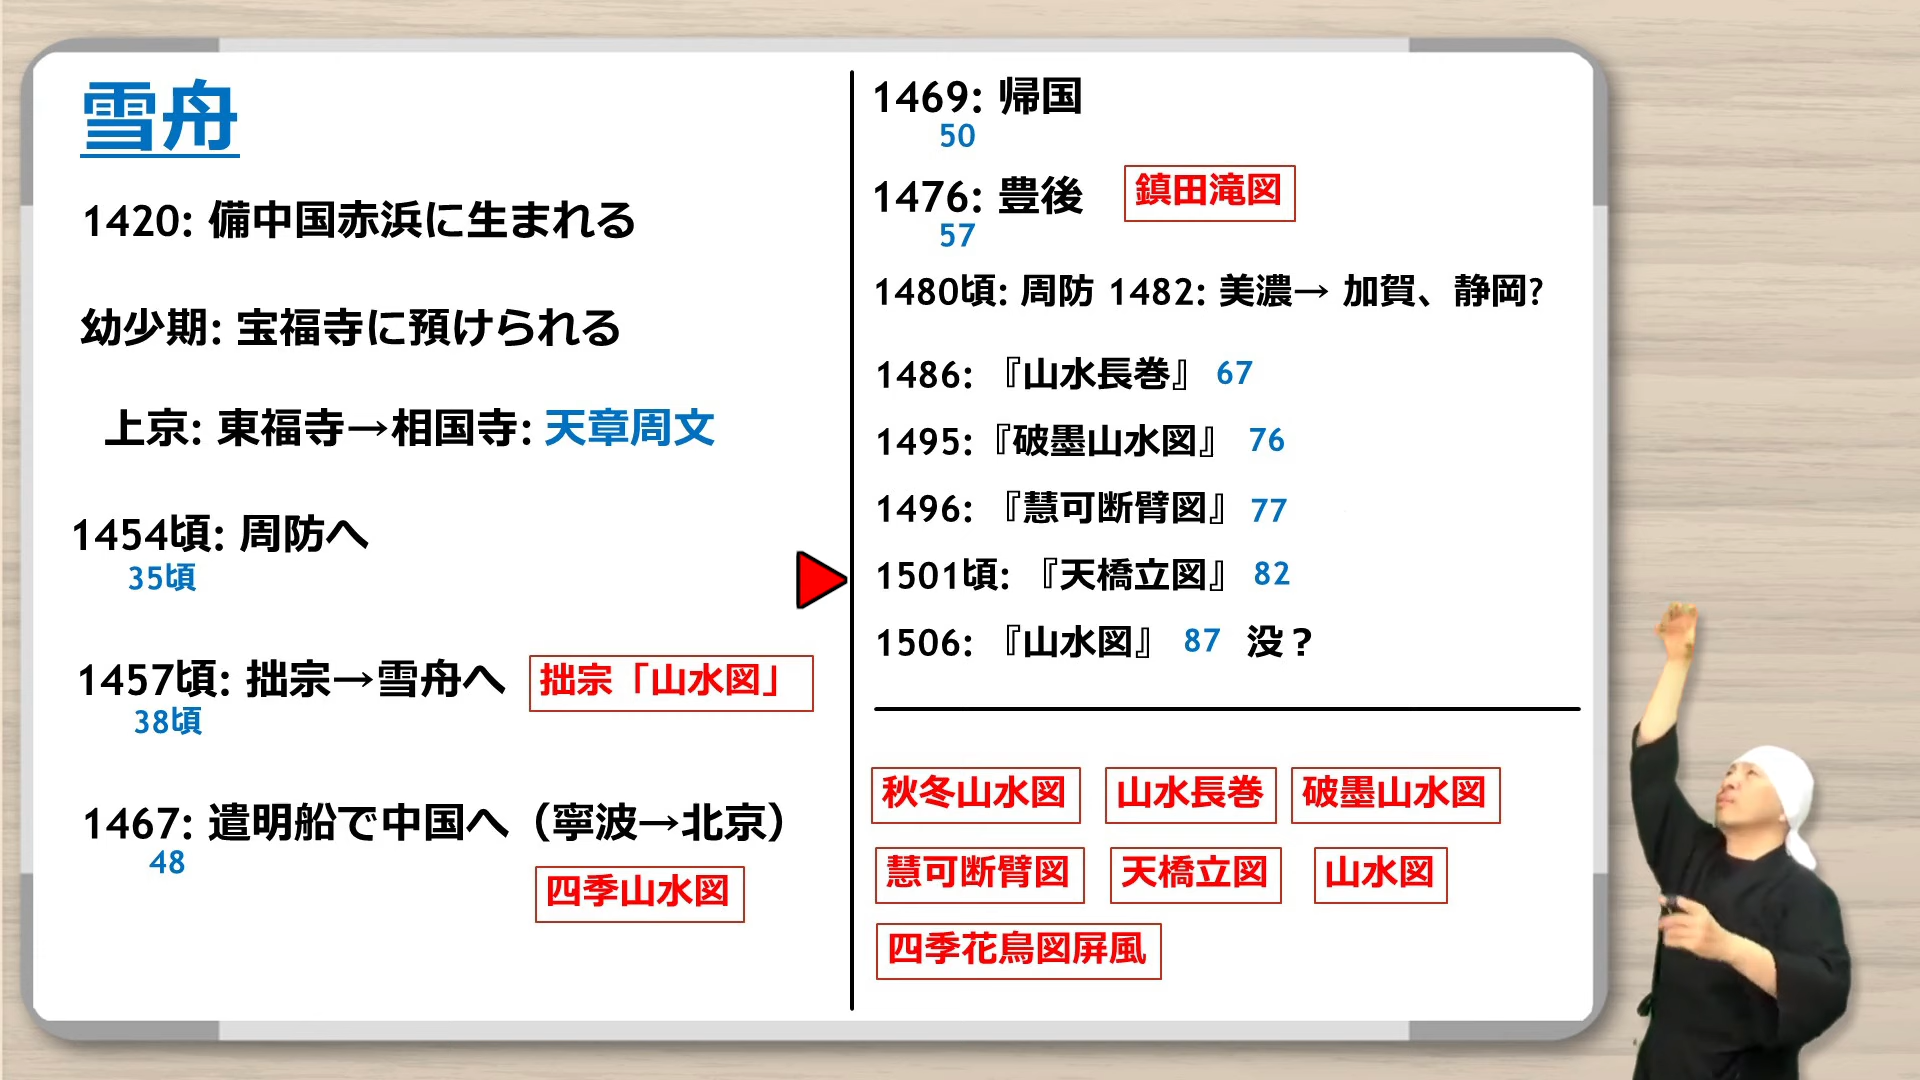 雪舟
1420: 備中国赤浜に生まれる
幼少期: 宝福寺に預けられる
上京: 東福寺→相国寺: 天章周文
1454頃: 周防へ
35頃
1457頃: 拙宗→雪舟へ 拙宗「山水図」
38頃
1467: 遣明船で中国へ（寧波→北京）
48
四季山水図
1469: 帰国
50
1476: 豊後 鎮田滝図
57
1480頃: 周防 1482: 美濃→ 加賀、静岡?
1486: 『山水長巻』 67
1495:『破墨山水図』 76
1496: 『慧可断臂図』 77
1501頃: 『天橋立図』 82
1506: 『山水図』 87 没？
秋冬山水図 山水長巻 破墨山水図
慧可断臂図 天橋立図 山水図
四季花鳥図屏風